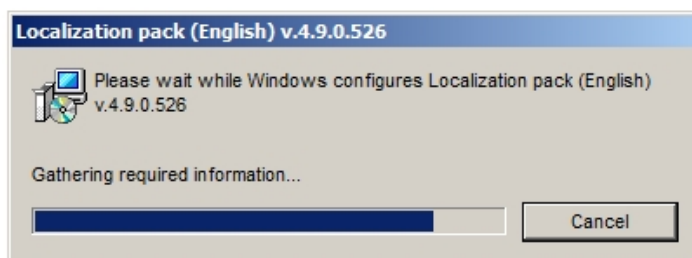 Localization pack (English) v.4.9.0.526
Please wait while Windows configures Localization pack (English)
v.4.9.0.526
Gathering required information...
Cancel